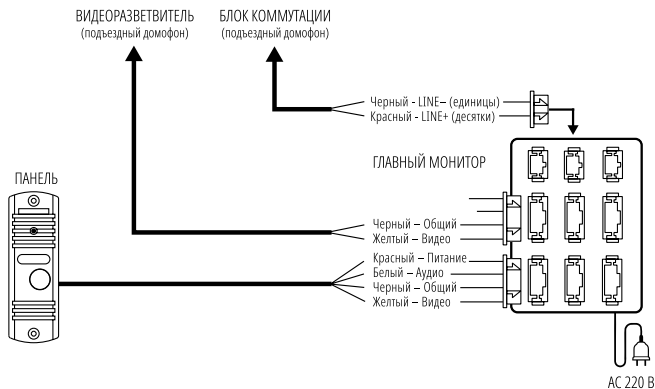 ВИДЕОРАЗВЕТВИТЕЛЬ
(подъездный домофон)
БЛОК КОММУТАЦИИ
(подъездный домофон)
Черный - LINE– (единицы)
Красный - LINE+ (десятки)
ГЛАВНЫЙ МОНИТОР
ПАНЕЛЬ
Черный – Общий
Желтый – Видео
Красный – Питание
Белый – Аудио
Черный – Общий
Желтый – Видео
AC 220 В